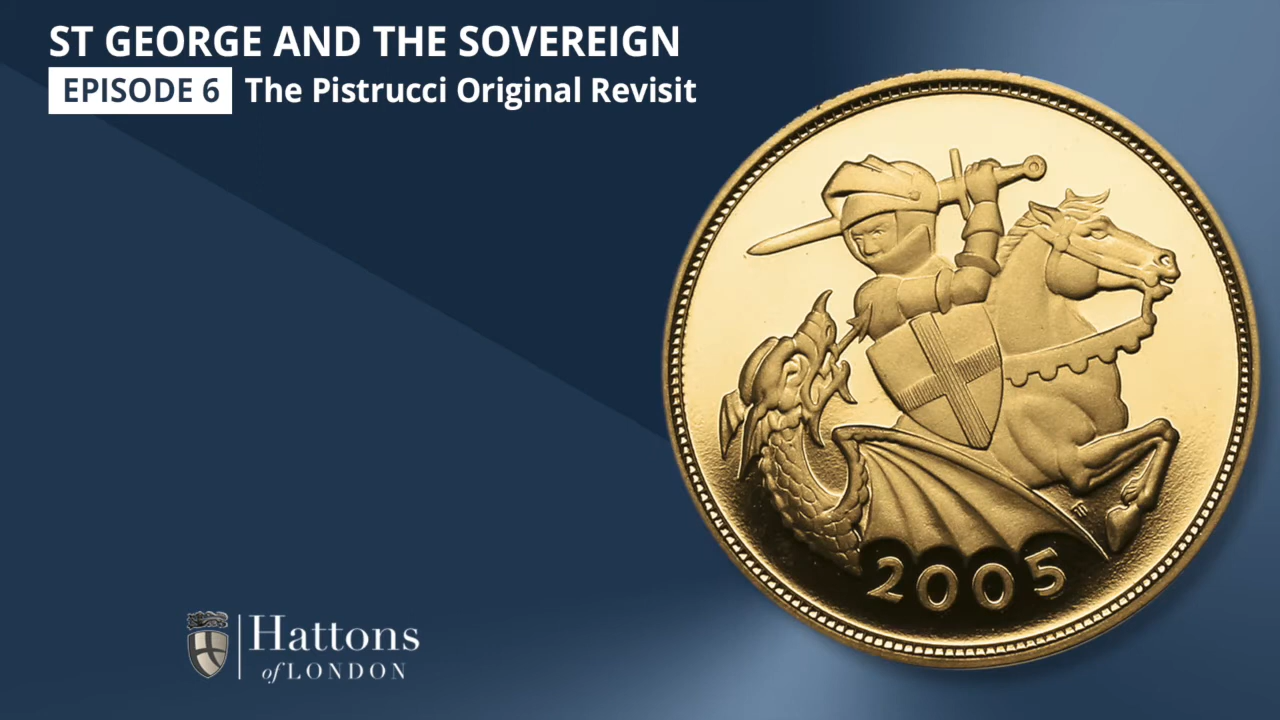 ST GEORGE AND THE SOVEREIGN
EPISODE 6 The Pistrucci Original Revisit
2005
Hattons
of LONDON